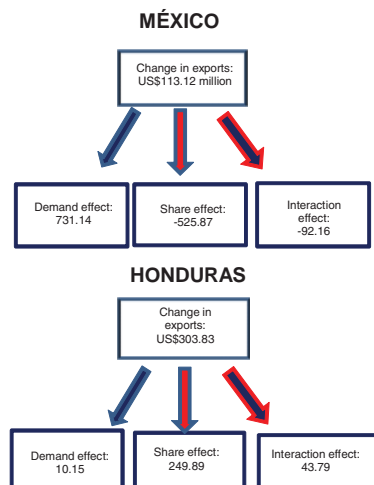 MÉXICO
Change in exports:
US$113.12 million
Demand effect:
731.14
Share effect:
-525.87
Interaction
effect:
-92.16
HONDURAS
Change in
exports:
US$303.83
Demand effect:
10.15
Share effect:
249.89
Interaction effect:
43.79